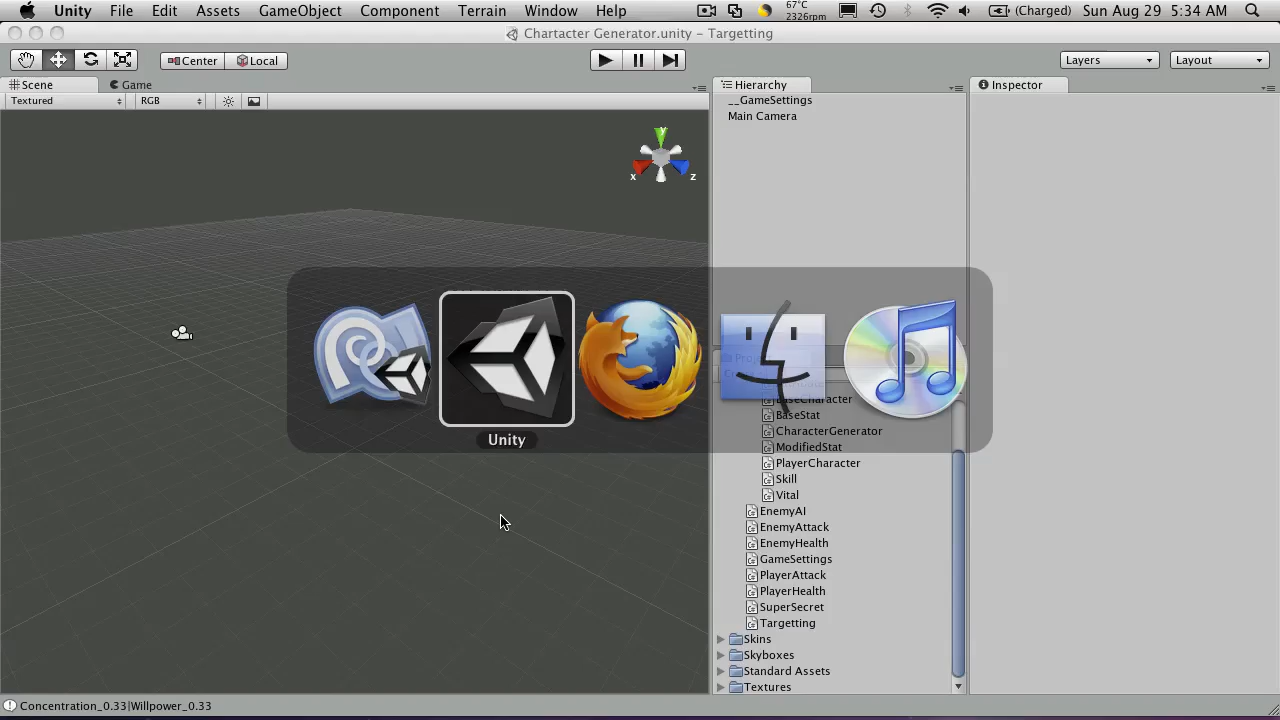 Unity File Edit Assets GameObject Component Terrain Window Help 67°C 2326rpm (Charged) Sun Aug 29 5:34 AM
Chartacter Generator.unity – Targetting
Center Local Layers Layout
Scene Game Hierarchy Inspector
Textured RGB
__GameSettings
Main Camera
y
x z
BaseCharacter
BaseStat
CharacterGenerator
Unity
ModifiedStat
PlayerCharacter
Skill
Vital
EnemyAI
EnemyAttack
EnemyHealth
GameSettings
PlayerAttack
PlayerHealth
SuperSecret
Targetting
Skins
Skyboxes
Standard Assets
Textures
Concentration_0.33|Willpower_0.33